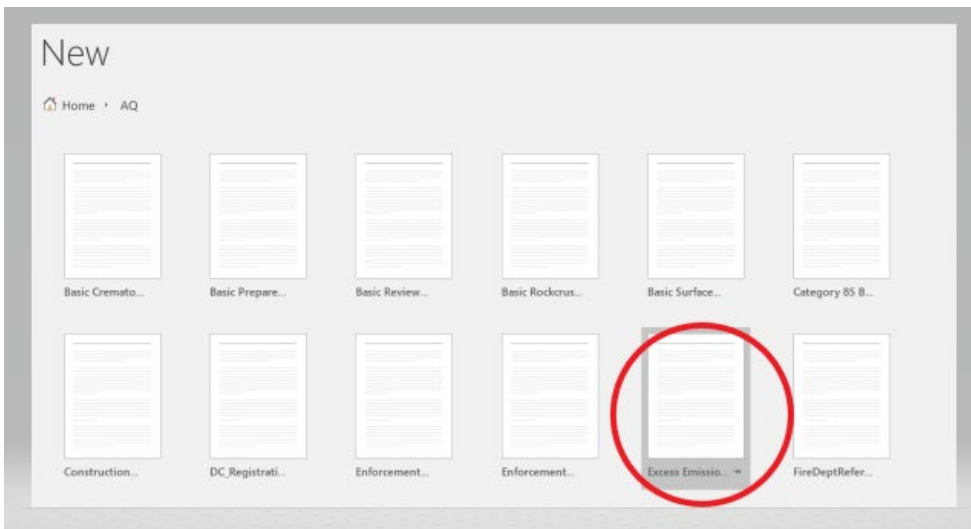 New
Home AQ
Basic Cremato... Basic Prepare... Basic Review... Basic Rockcrus... Basic Surface... Category 85 B...
Construction... DC_Registrati... Enforcement... Enforcement... Excess Emissio... FireDeptRefer...